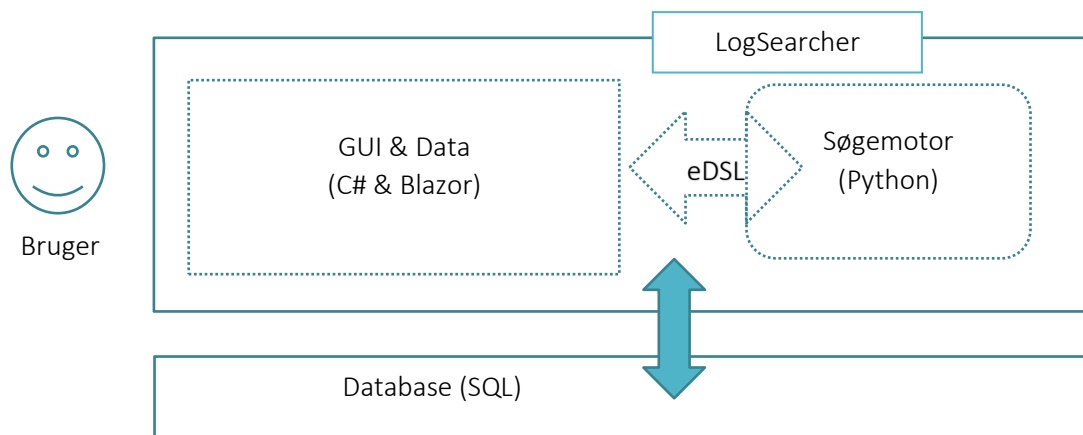 LogSearcher
GUI & Data
(C# & Blazor)
eDSL
Søgemotor
(Python)
Bruger
Database (SQL)